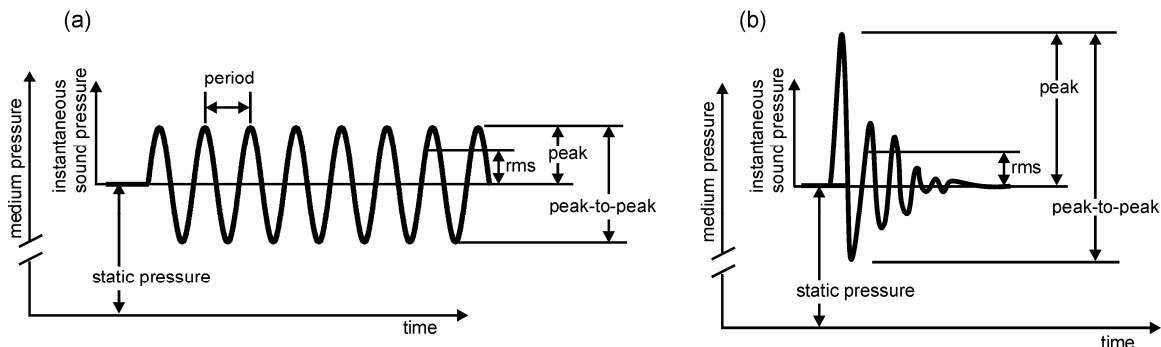 (a)
medium pressure
instantaneous
sound pressure
period
peak
rms
peak-to-peak
static pressure
time
(b)
medium pressure
instantaneous
sound pressure
peak
rms
peak-to-peak
static pressure
time